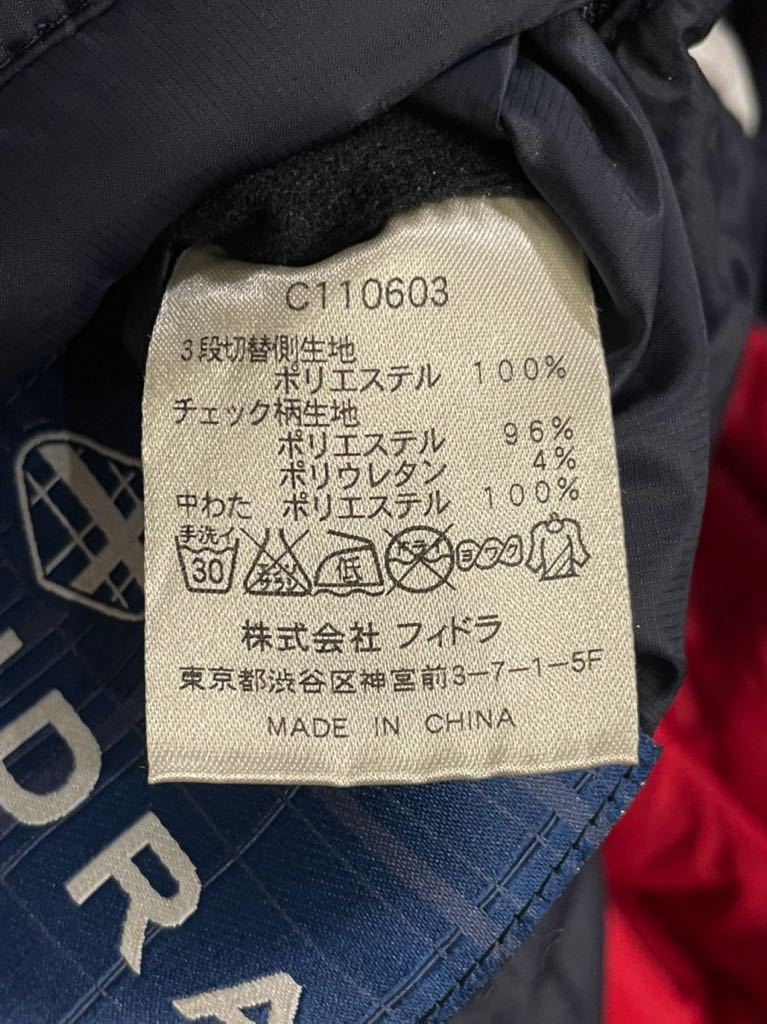 C110603
3段切替側生地
ポリエステル 100%
チェック柄生地
ポリエステル 96%
ポリウレタン 4%
中わた ポリエステル 100%
手洗イ 30 エンソ 低 ドライ ヨワク
株式会社 フィドラ
東京都渋谷区神宮前3-7-1-5F
MADE IN CHINA
IDRA